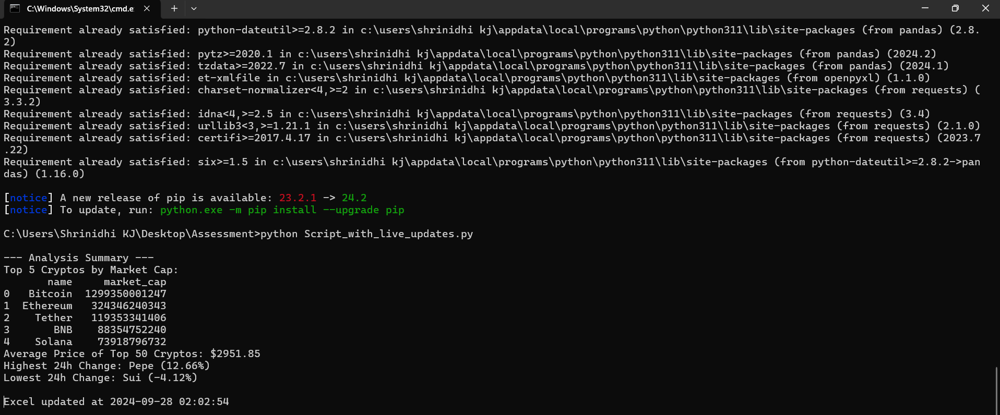 C:\Windows\System32\cmd.e
Requirement already satisfied: python-dateutil>=2.8.2 in c:\users\shrinidhi kj\appdata\local\programs\python\python311\lib\site-packages (from pandas) (2.8.
2)
Requirement already satisfied: pytz>=2020.1 in c:\users\shrinidhi kj\appdata\local\programs\python\python311\lib\site-packages (from pandas) (2024.2)
Requirement already satisfied: tzdata>=2022.7 in c:\users\shrinidhi kj\appdata\local\programs\python\python311\lib\site-packages (from pandas) (2024.1)
Requirement already satisfied: et-xmlfile in c:\users\shrinidhi kj\appdata\local\programs\python\python311\lib\site-packages (from openpyxl) (1.1.0)
Requirement already satisfied: charset-normalizer<4,>=2 in c:\users\shrinidhi kj\appdata\local\programs\python\python311\lib\site-packages (from requests) (
3.3.2)
Requirement already satisfied: idna<4,>=2.5 in c:\users\shrinidhi kj\appdata\local\programs\python\python311\lib\site-packages (from requests) (3.4)
Requirement already satisfied: urllib3<3,>=1.21.1 in c:\users\shrinidhi kj\appdata\local\programs\python\python311\lib\site-packages (from requests) (2.1.0)
Requirement already satisfied: certifi>=2017.4.17 in c:\users\shrinidhi kj\appdata\local\programs\python\python311\lib\site-packages (from requests) (2023.7
.22)
Requirement already satisfied: six>=1.5 in c:\users\shrinidhi kj\appdata\local\programs\python\python311\lib\site-packages (from python-dateutil>=2.8.2->pan
das) (1.16.0)
[notice] A new release of pip is available: 23.2.1 -> 24.2
[notice] To update, run: python.exe -m pip install --upgrade pip
C:\Users\Shrinidhi KJ\Desktop\Assessment>python Script_with_live_updates.py
--- Analysis Summary ---
Top 5 Cryptos by Market Cap:
name market_cap
0 Bitcoin 1299350001247
1 Ethereum 324346240343
2 Tether 119353341406
3 BNB 88354752240
4 Solana 73918796732
Average Price of Top 50 Cryptos: $2951.85
Highest 24h Change: Pepe (12.66%)
Lowest 24h Change: Sui (-4.12%)
Excel updated at 2024-09-28 02:02:54